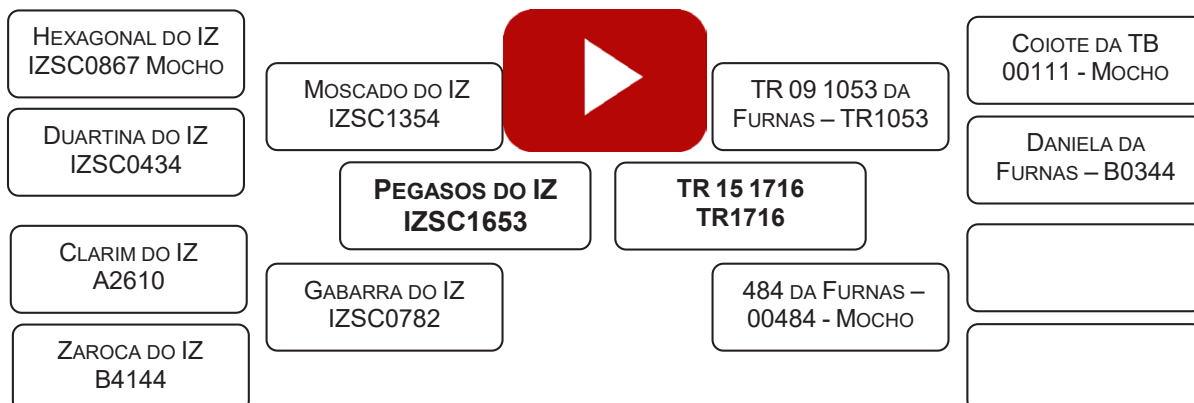 Hexagonal do IZ
IZSC0867 Mocho
Duartina do IZ
IZSC0434
Clarim do IZ
A2610
Zaroca do IZ
B4144
Moscado do IZ
IZSC1354
Pegasos do IZ
IZSC1653
Gabarra do IZ
IZSC0782
TR 09 1053 da
Furnas – TR1053
TR 15 1716
TR1716
484 da Furnas –
00484 - Mocho
Coiote da TB
00111 - Mocho
Daniela da
Furnas – B0344